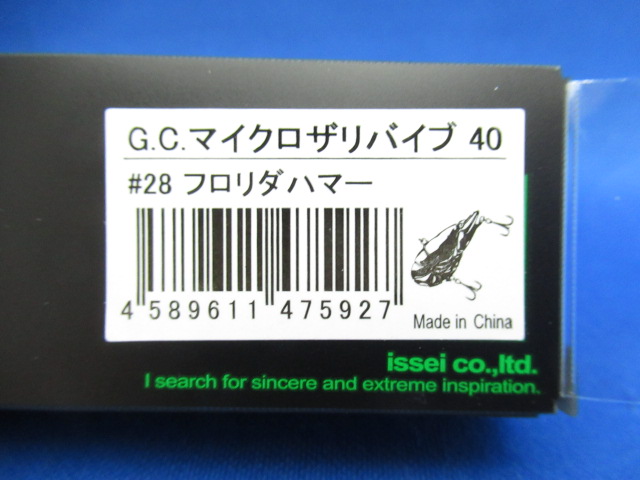 G.C.マイクロザリバイブ 40
#28 フロリダハマー
4 589611 475927
Made in China
issei co.,ltd.
I search for sincere and extreme inspiration.